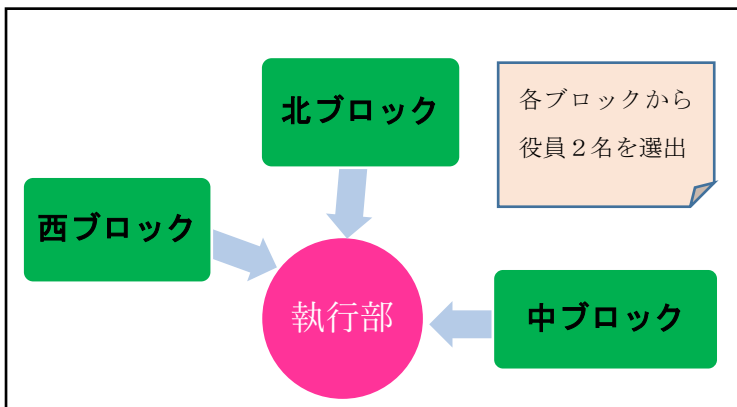 北ブロック
各ブロックから
役員２名を選出
西ブロック
執行部
中ブロック